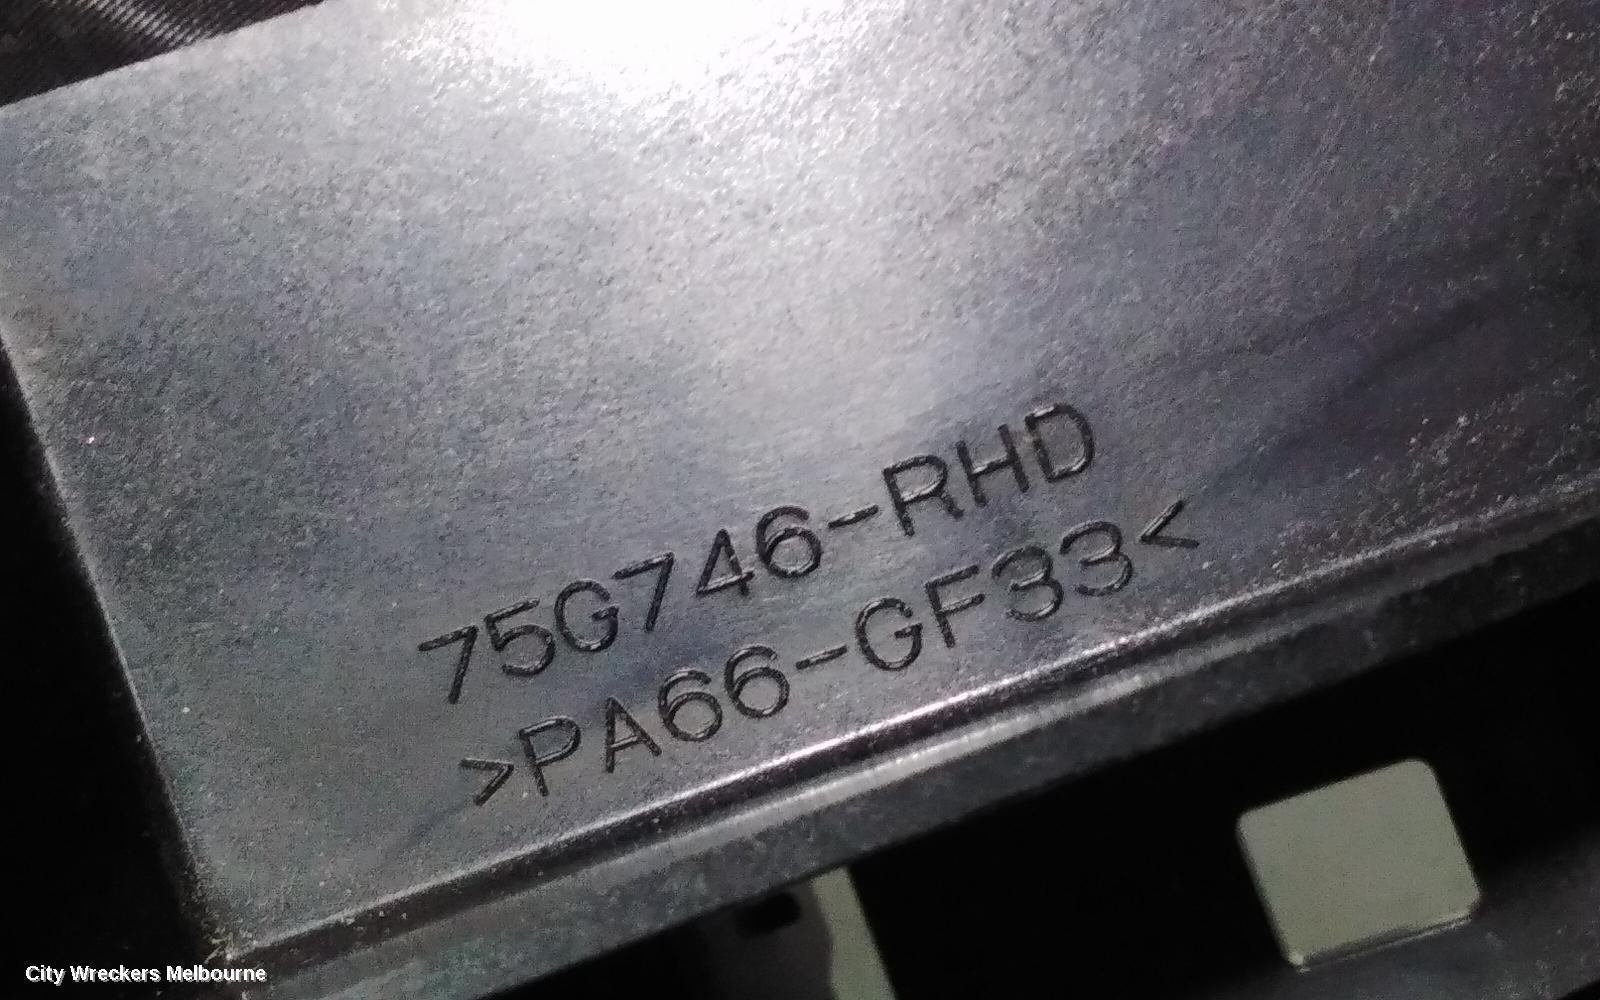 75G746-RHD
>PA66-GF33<
City Wreckers Melbourne